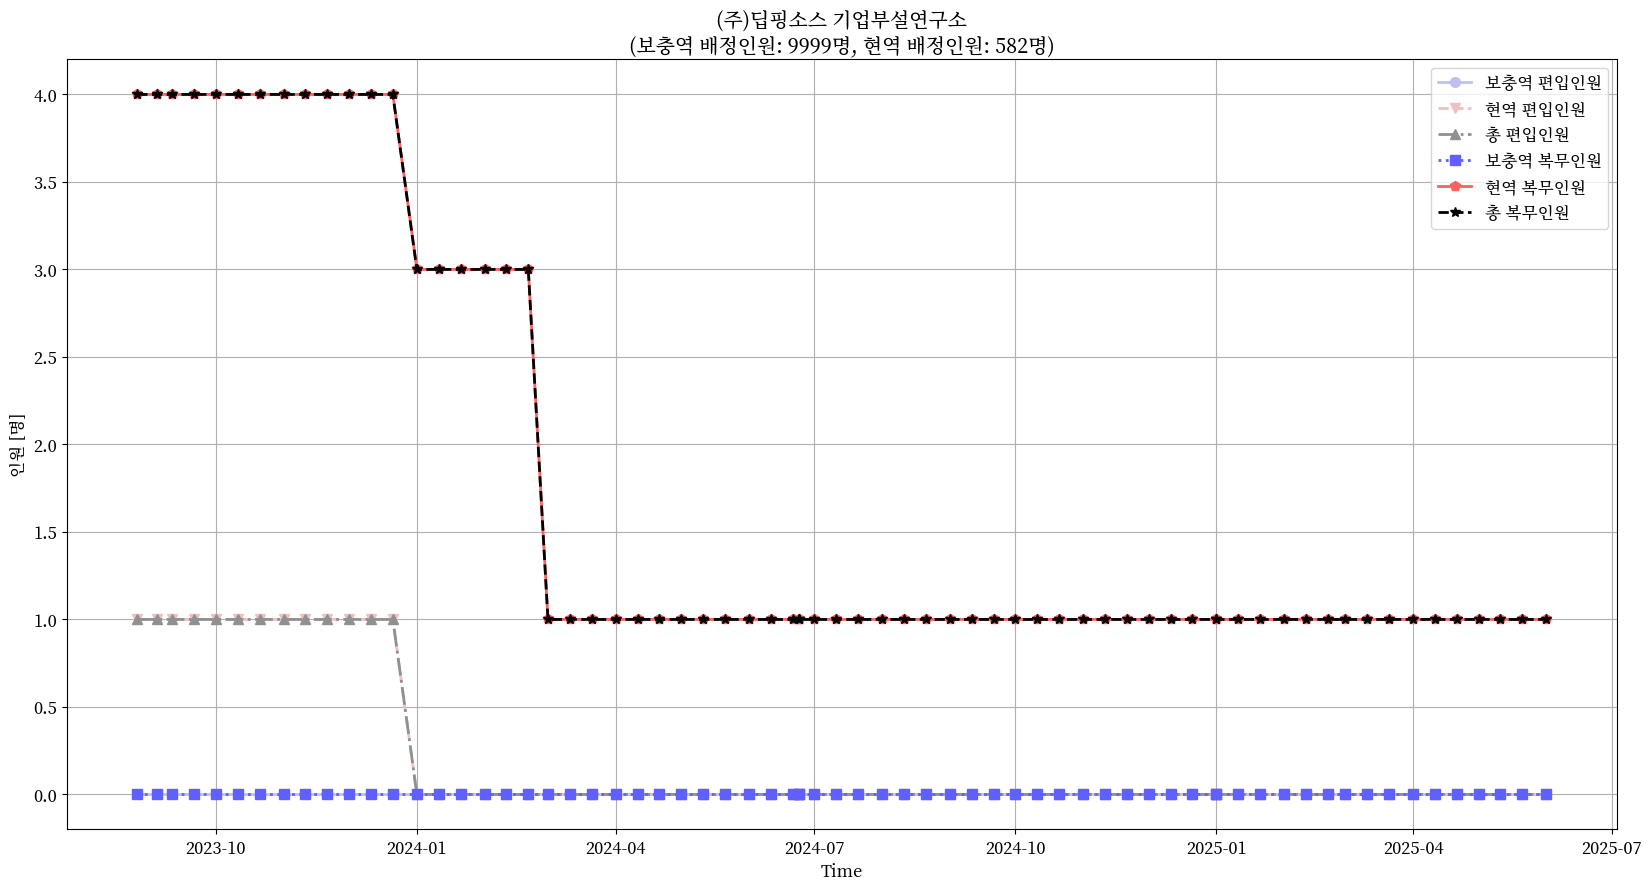 (주)딥핑소스 기업부설연구소
(보충역 배정인원: 9999명, 현역 배정인원: 582명)
보충역 편입인원
현역 편입인원
총 편입인원
보충역 복무인원
현역 복무인원
총 복무인원
인원 [명]
4.0
3.5
3.0
2.5
2.0
1.5
1.0
0.5
0.0
2023-10 2024-01 2024-04 2024-07 2024-10 2025-01 2025-04 2025-07
Time